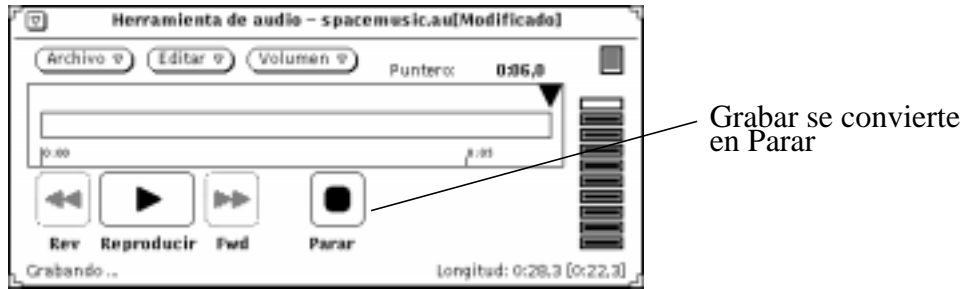 Herramienta de audio – spacemusic.au[Modificado]
Archivo Editar Volumen Puntero: 0:06,0
0:00 0:05
Rev Reproducir Fwd Parar
Grabando ... Longitud: 0:28,3 [0:22,3]
Grabar se convierte
en Parar